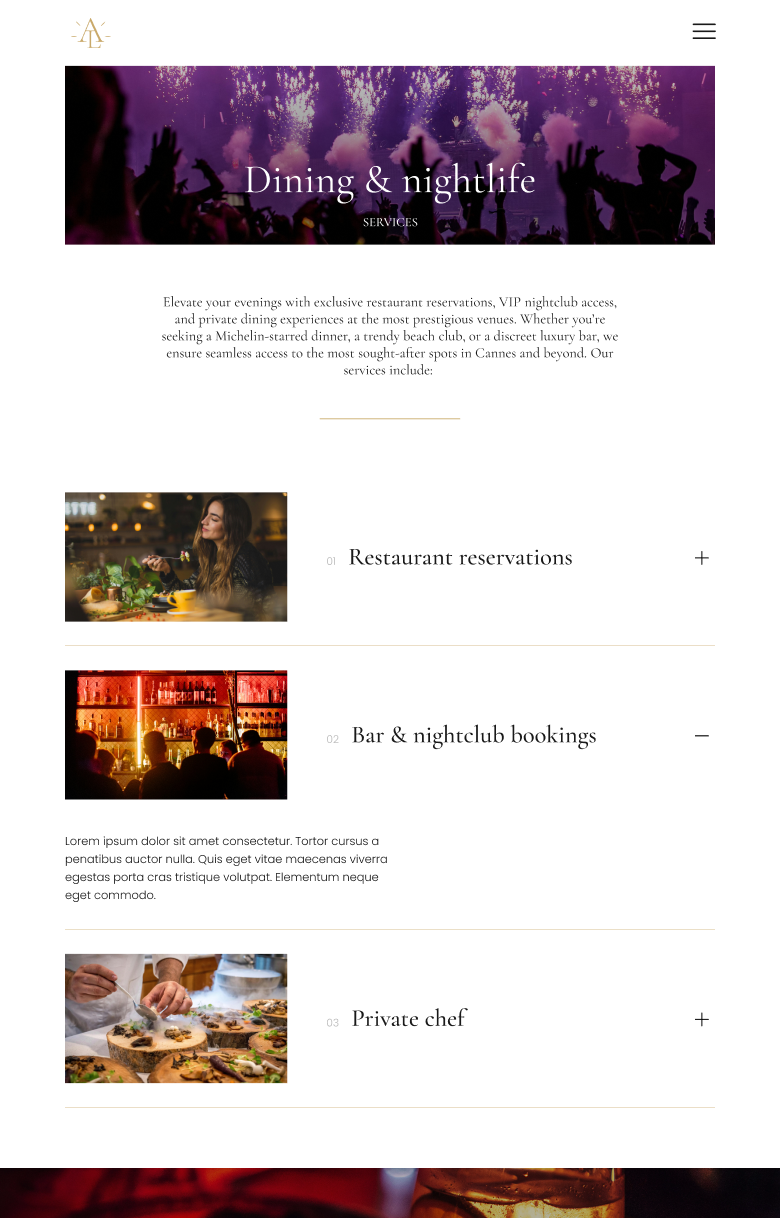 AL
Dining & nightlife
SERVICES
Elevate your evenings with exclusive restaurant reservations, VIP nightclub access,
and private dining experiences at the most prestigious venues. Whether you're
seeking a Michelin-starred dinner, a trendy beach club, or a discreet luxury bar, we
ensure seamless access to the most sought-after spots in Cannes and beyond. Our
services include:
01 Restaurant reservations
02 Bar & nightclub bookings
Lorem ipsum dolor sit amet consectetur. Tortor cursus a
penatibus auctor nulla. Quis eget vitae maecenas viverra
egestas porta cras tristique volutpat. Elementum neque
eget commodo.
03 Private chef